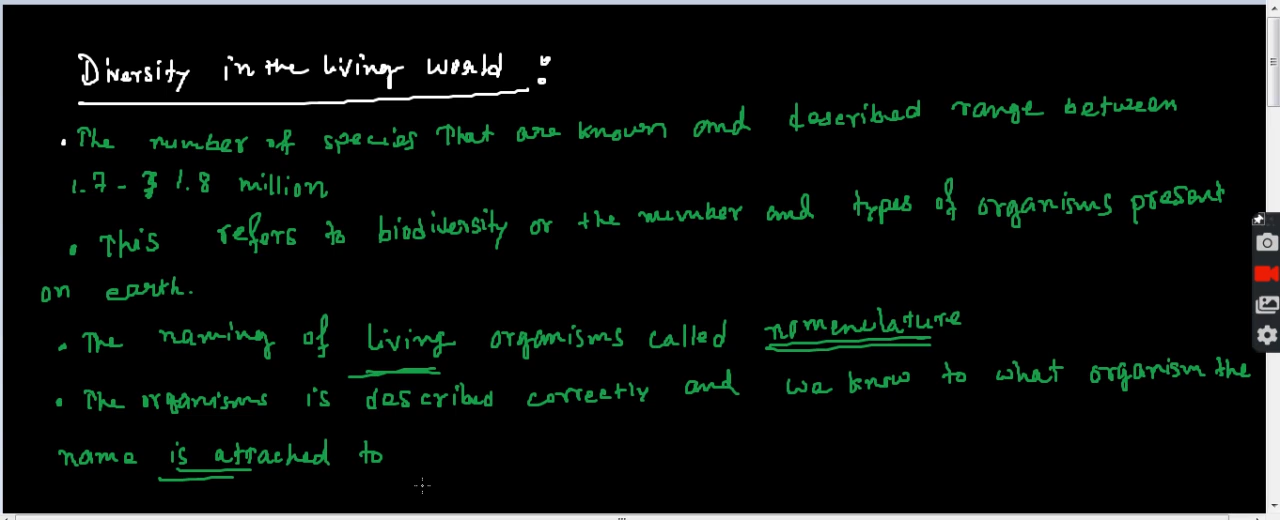 Diversity in the living world :
• The number of species that are known and described range between
1.7 - 1.8 million
• This refers to biodiversity or the number and types of organisms present
on earth.
• The naming of living organisms called nomenulature
• The organisms is described correctly and we know to what organism the
name is attached to